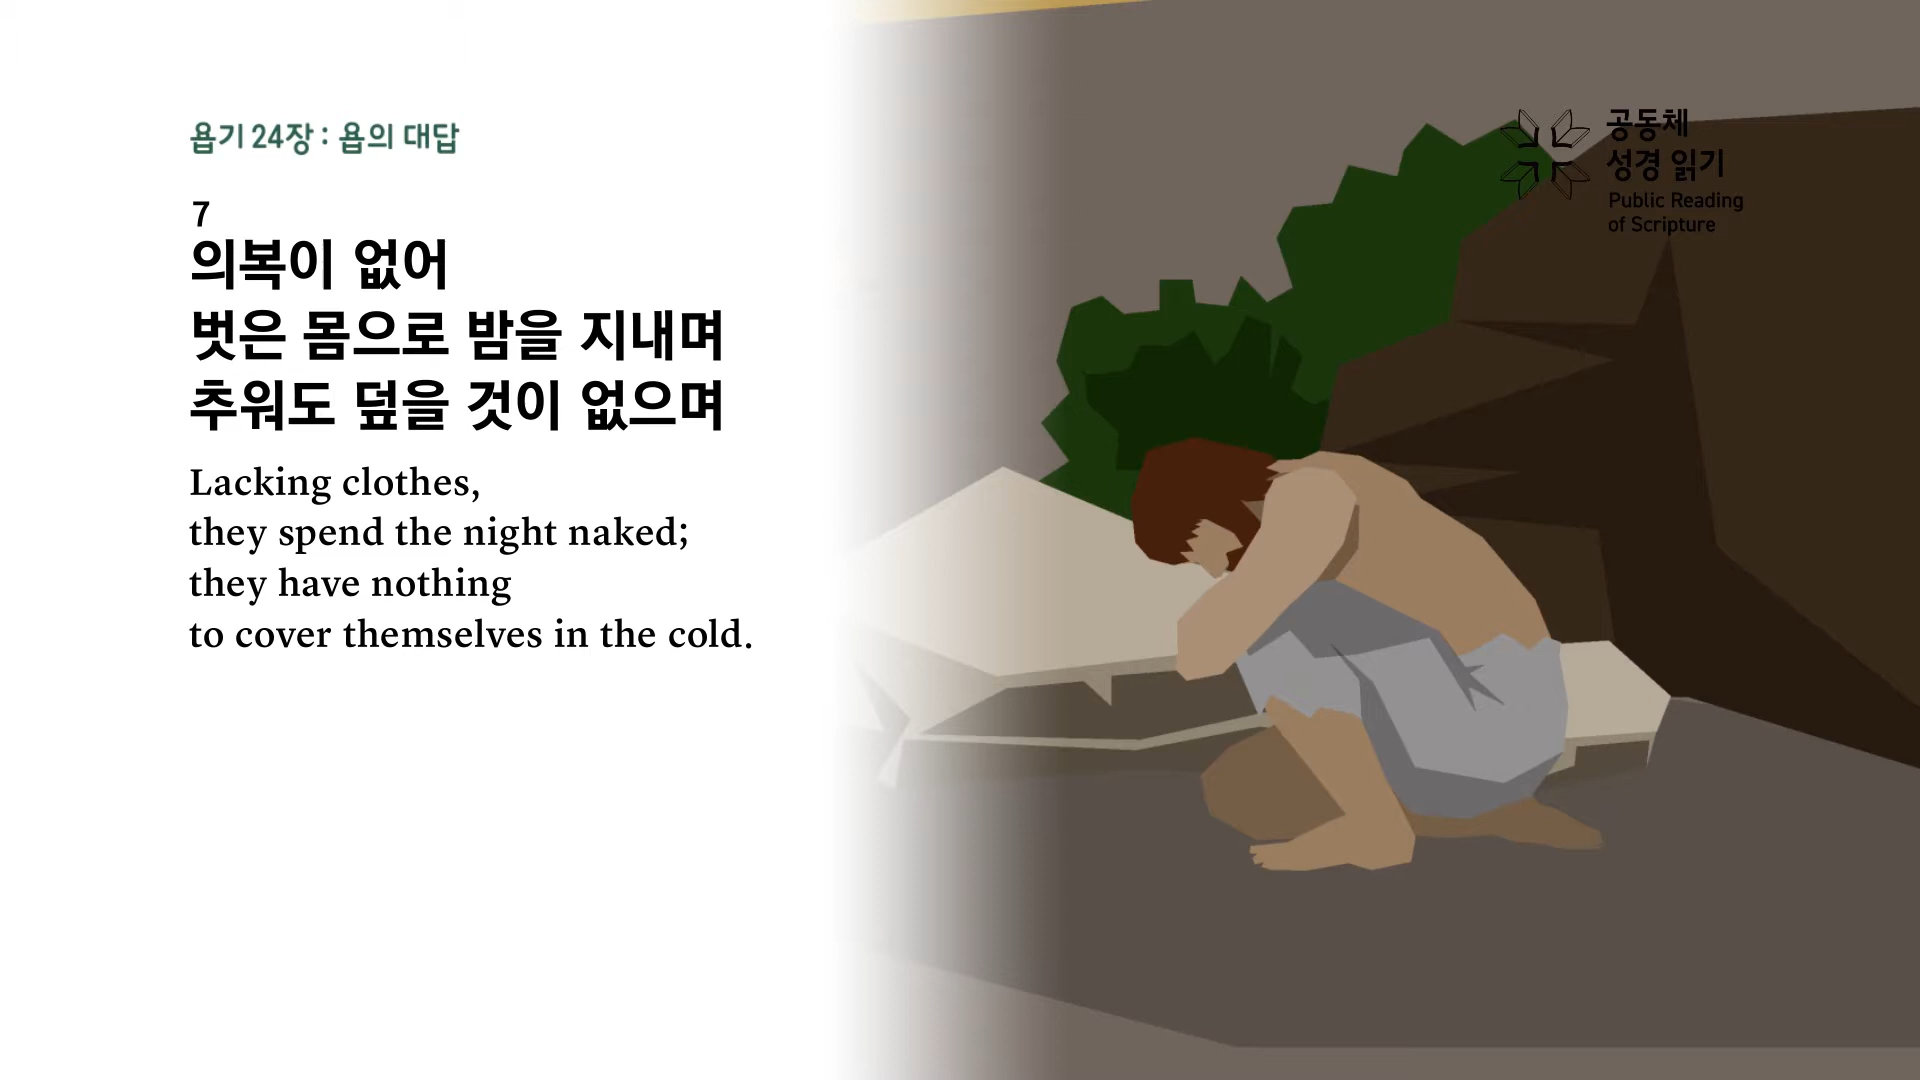 욥기 24장 : 욥의 대답
7
의복이 없어
벗은 몸으로 밤을 지내며
추워도 덮을 것이 없으며
Lacking clothes,
they spend the night naked;
they have nothing
to cover themselves in the cold.
공동체
성경 읽기
Public Reading
of Scripture